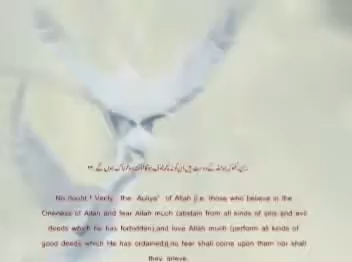 No doubt ! Verily the Auliya' of Allah (i.e. those who believe in the
Oneness of Allah and fear Allah much (abstain from all kinds of sins and evil
deeds which he has forbidden),and love Allah much (perform all kinds of
good deeds which He has ordained)),no fear shall come upon them nor shall
they grieve.